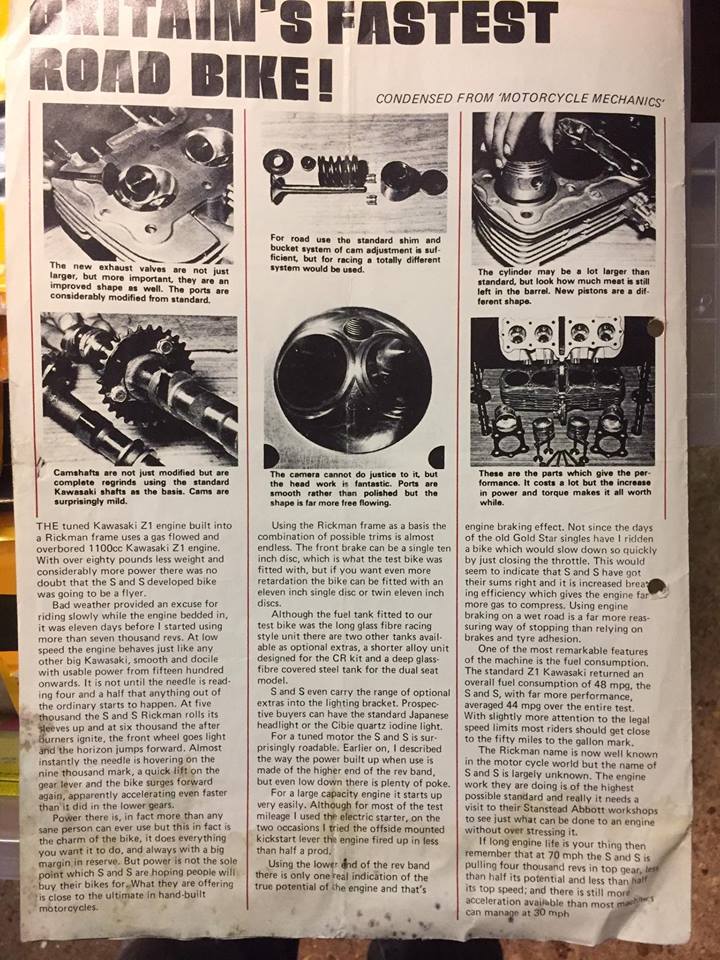 BRITAIN'S FASTEST
ROAD BIKE!
CONDENSED FROM 'MOTORCYCLE MECHANICS'
The new exhaust valves are not just
larger, but more important, they are an
improved shape as well. The ports are
considerably modified from standard.
For road use the standard shim and
bucket system of cam adjustment is suf-
ficient, but for racing a totally different
system would be used.
The cylinder may be a lot larger than
standard, but look how much meat is still
left in the barrel. New pistons are a dif-
ferent shape.
Camshafts are not just modified but are
complete regrinds using the standard
Kawasaki shafts as the basis. Cams are
surprisingly mild.
The camera cannot do justice to it, but
the head work is fantastic. Ports are
smooth rather than polished but the
shape is far more free flowing.
These are the parts which give the per-
formance. It costs a lot but the increase
in power and torque makes it all worth
while.
THE tuned Kawasaki Z1 engine built into
a Rickman frame uses a gas flowed and
overbored 1100cc Kawasaki Z1 engine.
With over eighty pounds less weight and
considerably more power there was no
doubt that the S and S developed bike
was going to be a flyer.
Bad weather provided an excuse for
riding slowly while the engine bedded in,
it was eleven days before I started using
more than seven thousand revs. At low
speed the engine behaves just like any
other big Kawasaki, smooth and docile
with usable power from fifteen hundred
onwards. It is not until the needle is read-
ing four and a half that anything out of
the ordinary starts to happen. At five
thousand the S and S Rickman rolls its
sleeves up and at six thousand the after
burners ignite, the front wheel goes light
and the horizon jumps forward. Almost
instantly the needle is hovering on the
nine thousand mark, a quick lift on the
gear lever and the bike surges forward
again, apparently accelerating even faster
than it did in the lower gears.
Power there is, in fact more than any
sane person can ever use but this in fact is
the charm of the bike, it does everything
you want it to do, and always with a big
margin in reserve. But power is not the sole
point which S and S are hoping people will
buy their bikes for. What they are offering
is close to the ultimate in hand-built
motorcycles.
Using the Rickman frame as a basis the
combination of possible trims is almost
endless. The front brake can be a single ten
inch disc, which is what the test bike was
fitted with, but if you want even more
retardation the bike can be fitted with an
eleven inch single disc or twin eleven inch
discs.
Although the fuel tank fitted to our
test bike was the long glass fibre racing
style unit there are two other tanks avail-
able as optional extras, a shorter alloy unit
designed for the CR kit and a deep glass-
fibre covered steel tank for the dual seat
model.
S and S even carry the range of optional
extras into the lighting bracket. Prospec-
tive buyers can have the standard Japanese
headlight or the Cibie quartz iodine light.
For a tuned motor the S and S is sur-
prisingly roadable. Earlier on, I described
the way the power built up when use is
made of the higher end of the rev band,
but even low down there is plenty of poke.
For a large capacity engine it starts up
very easily. Although for most of the test
mileage I used the electric starter, on the
two occasions I tried the offside mounted
kickstart lever the engine fired up in less
than half a prod.
Using the lower end of the rev band
there is only one real indication of the
true potential of the engine and that's
engine braking effect. Not since the days
of the old Gold Star singles have I ridden
a bike which would slow down so quickly
by just closing the throttle. This would
seem to indicate that S and S have got
their sums right and it is increased breat
ing efficiency which gives the engine far
more gas to compress. Using engine
braking on a wet road is a far more reas-
suring way of stopping than relying on
brakes and tyre adhesion.
One of the most remarkable features
of the machine is the fuel consumption.
The standard Z1 Kawasaki returned an
overall fuel consumption of 48 mpg, the
S and S, with far more performance,
averaged 44 mpg over the entire test.
With slightly more attention to the legal
speed limits most riders should get close
to the fifty miles to the gallon mark.
The Rickman name is now well known
in the motor cycle world but the name of
S and S is largely unknown. The engine
work they are doing is of the highest
possible standard and really it needs a
visit to their Stanstead Abbott workshops
to see just what can be done to an engine
without over stressing it.
If long engine life is your thing then
remember that at 70 mph the S and S is
pulling four thousand revs in top gear, less
than half its potential and less than half
its top speed; and there is still more
acceleration available than most machines
can manage at 30 mph